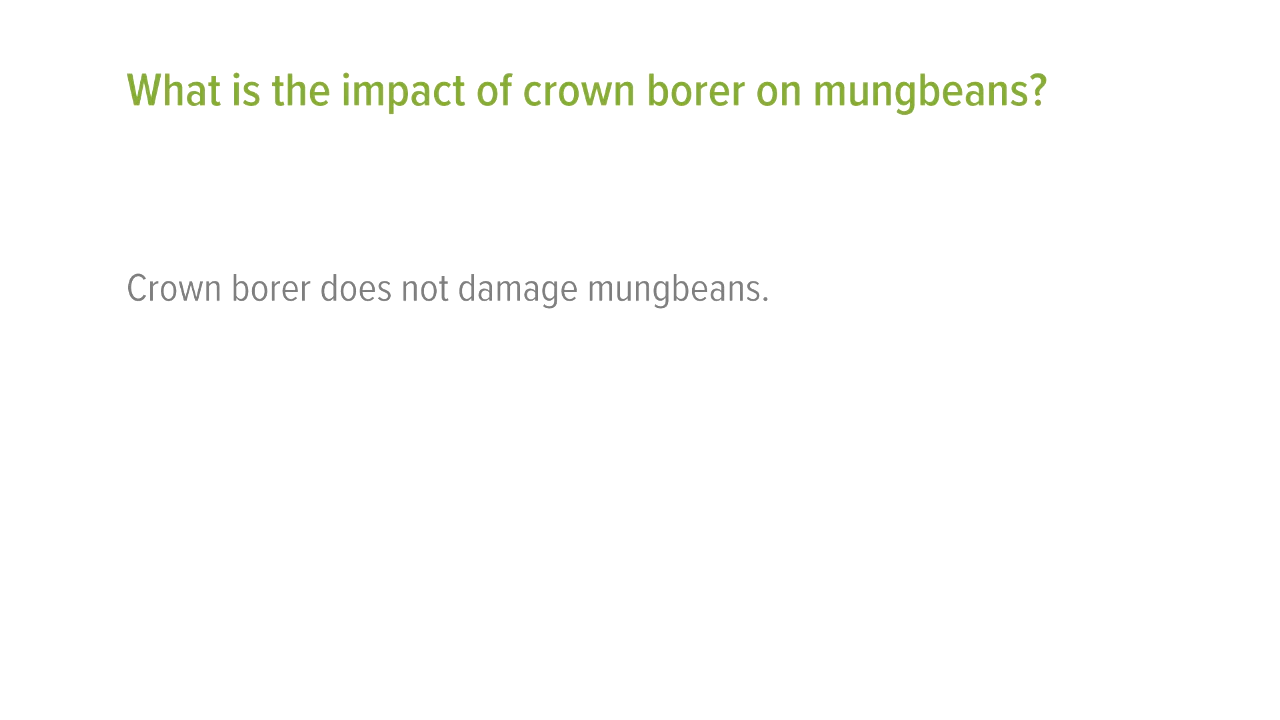 What is the impact of crown borer on mungbeans?
Crown borer does not damage mungbeans.